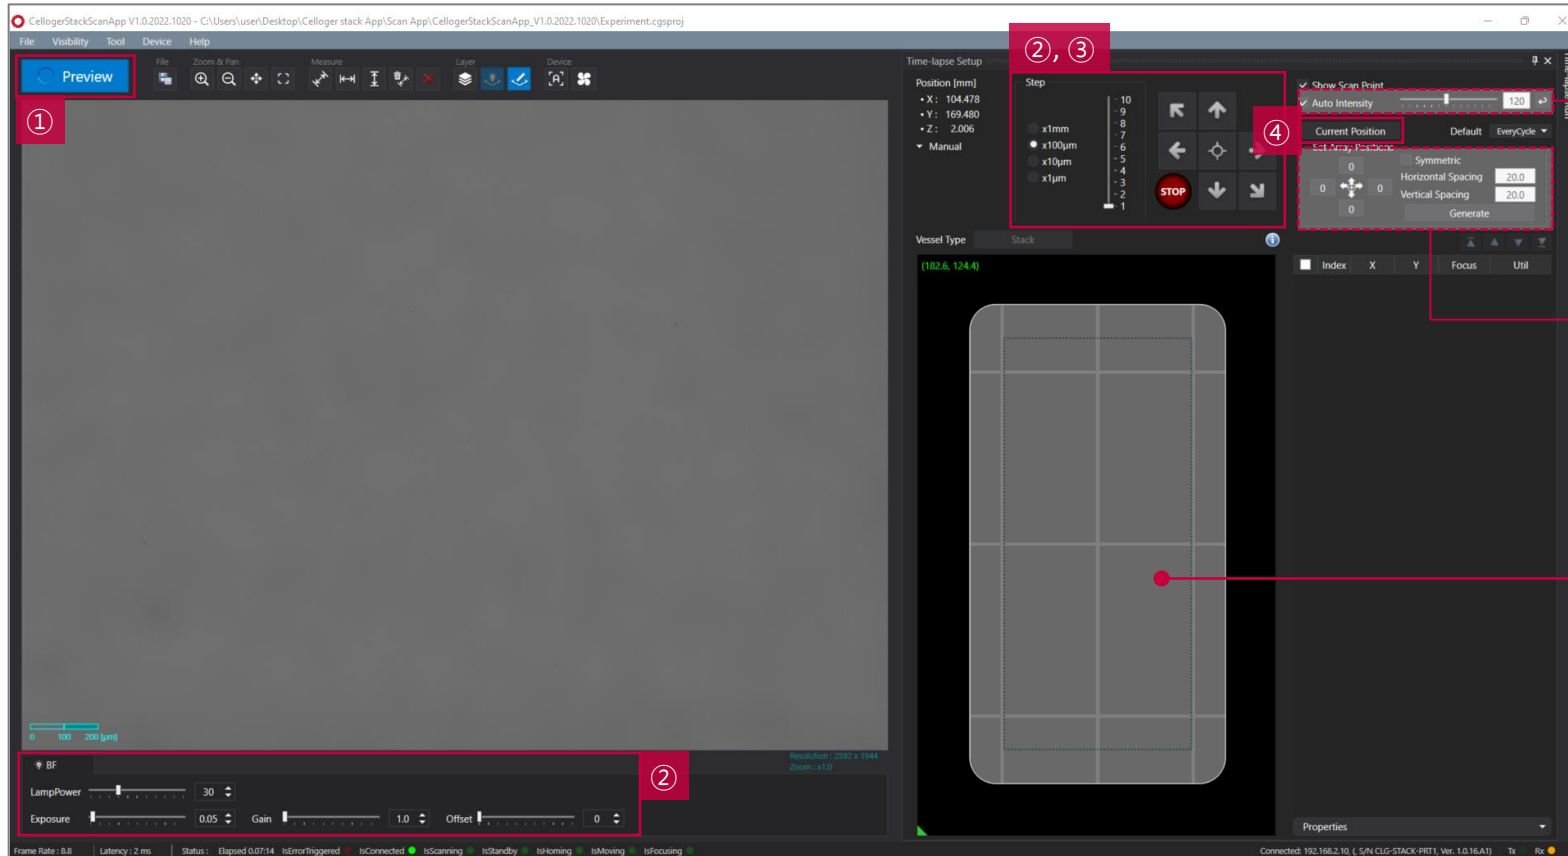 CellogerStackScanApp V1.0.2022.1020 - C:\Users\user\Desktop\Celloger stack App\Scan App\CellogerStackScanApp_V1.0.2022.1020\Experiment.cgsproj
File Visibility Tool Device Help
Preview
①
File
Zoom & Pan
Measure
Layer
Device
②, ③
Time-lapse Setup
Position [mm]
• X : 104.478
• Y : 169.480
• Z : 2.006
Manual
Step
x1mm
x100μm
x10μm
x1μm
10
9
8
7
6
5
4
3
2
1
STOP
Show Scan Point
Auto Intensity 120
④
Current Position Default EveryCycle
Set Array Positions
0
0 0
0
Symmetric
Horizontal Spacing 20.0
Vertical Spacing 20.0
Generate
Vessel Type Stack
(182.6, 124.4)
Index X Y Focus Util
0 100 200 [μm]
Resolution : 2592 x 1944
Zoom : x1.0
BF
②
LampPower 30
Exposure 0.05 Gain 1.0 Offset 0
Properties
Frame Rate : 8.8 Latency : 2 ms Status : Elapsed 0.07:14 IsErrorTriggered IsConnected IsScanning IsStandby IsHoming IsMoving IsFocusing
Connected: 192.168.2.10, (, S/N CLG-STACK-PRT1, Ver. 1.0.16.A1) Tx Rx